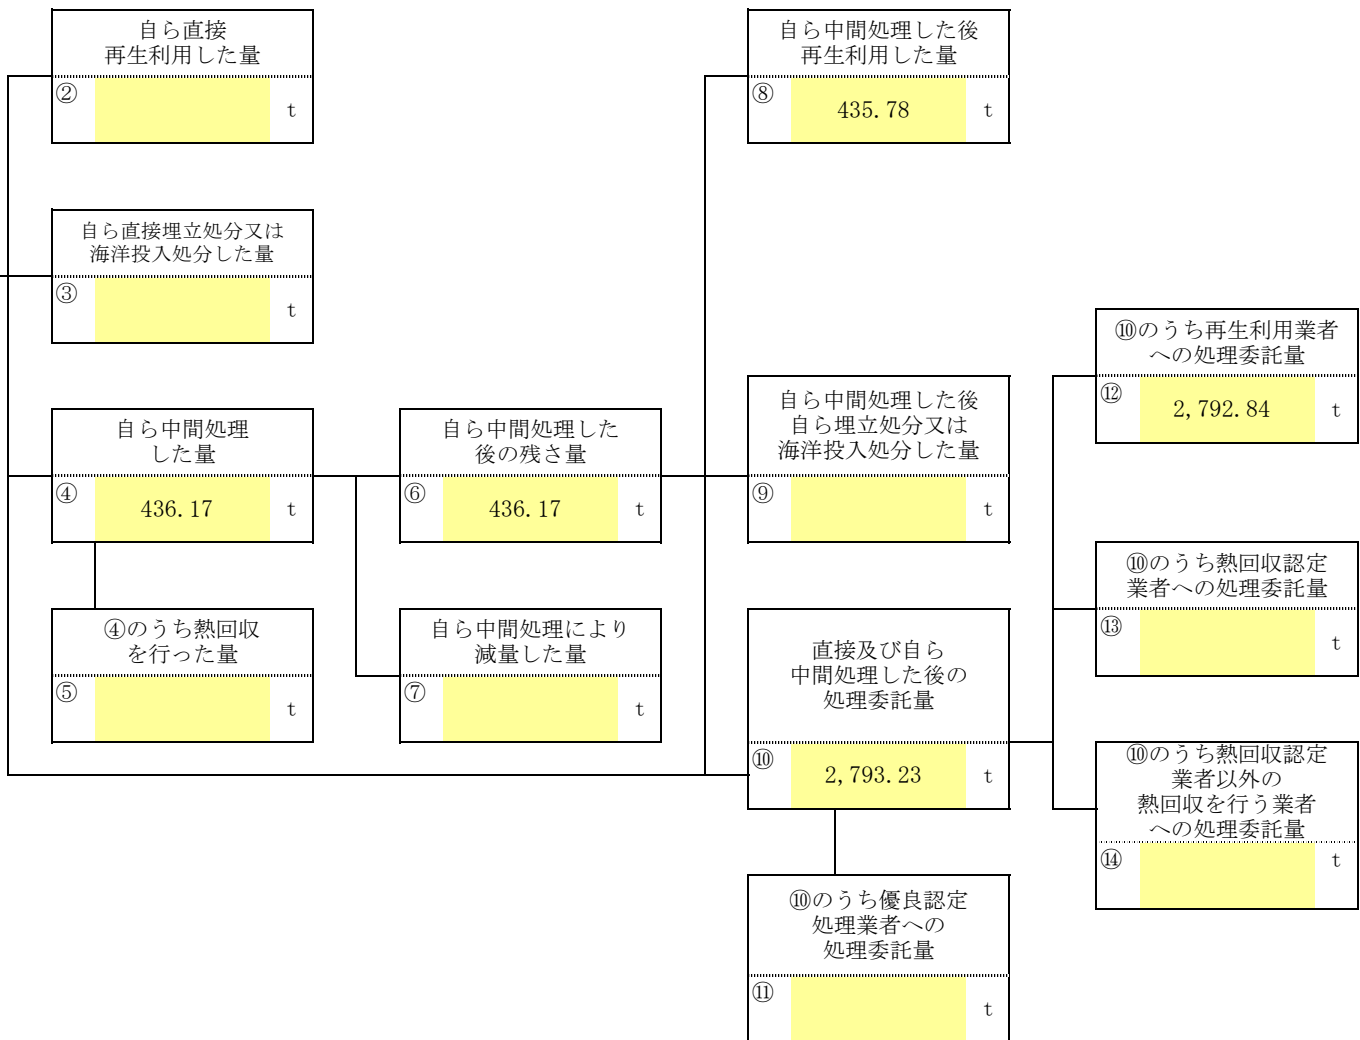 自ら直接
再生利用した量
②
t
自ら直接埋立処分又は
海洋投入処分した量
③
t
自ら中間処理
した量
④
436.17
t
④のうち熱回収
を行った量
⑤
t
自ら中間処理した
後の残さ量
⑥
436.17
t
自ら中間処理により
減量した量
⑦
t
自ら中間処理した後
再生利用した量
⑧
435.78
t
自ら中間処理した後
自ら埋立処分又は
海洋投入処分した量
⑨
t
直接及び自ら
中間処理した後の
処理委託量
⑩
2,793.23
t
⑩のうち優良認定
処理業者への
処理委託量
⑪
t
⑩のうち再生利用業者
への処理委託量
⑫
2,792.84
t
⑩のうち熱回収認定
業者への処理委託量
⑬
t
⑩のうち熱回収認定
業者以外の
熱回収を行う業者
への処理委託量
⑭
t